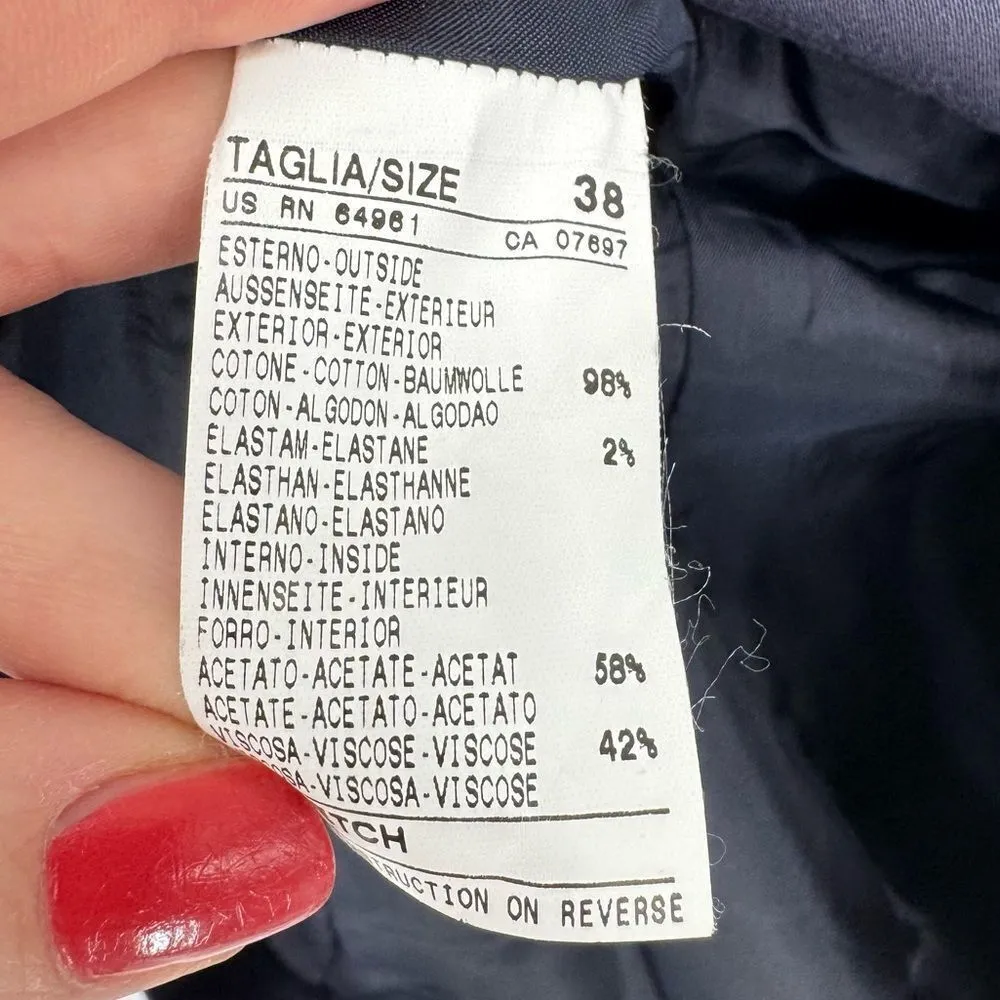 TAGLIA/SIZE 38
US RN 64961 CA 07697
ESTERNO-OUTSIDE
AUSSENSEITE-EXTERIEUR
EXTERIOR-EXTERIOR
COTONE-COTTON-BAUMWOLLE 98%
COTON-ALGODON-ALGODAO
ELASTAM-ELASTANE 2%
ELASTHAN-ELASTHANNE
ELASTANO-ELASTANO
INTERNO-INSIDE
INNENSEITE-INTERIEUR
FORRO-INTERIOR
ACETATO-ACETATE-ACETAT 58%
ACETATE-ACETATO-ACETATO
VISCOSA-VISCOSE-VISCOSE 42%
-VISCOSA-VISCOSE
ON REVERSE